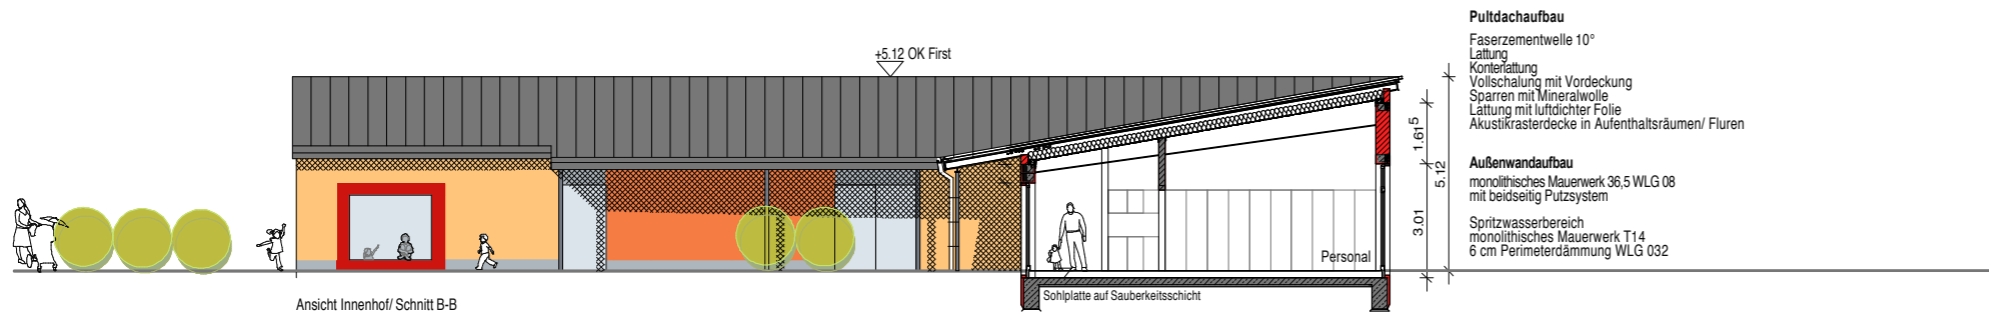 +5.12 OK First
Ansicht Innenhof/ Schnitt B-B
Personal
Sohlplatte auf Sauberkeitsschicht
1.61⁵
3.01
5.12
Pultdachaufbau
Faserzementwelle 10°
Lattung
Konterlattung
Vollschalung mit Vordeckung
Sparren mit Mineralwolle
Lattung mit luftdichter Folie
Akustikrasterdecke in Aufenthaltsräumen/ Fluren
Außenwandaufbau
monolithisches Mauerwerk 36,5 WLG 08
mit beidseitig Putzsystem
Spritzwasserbereich
monolithisches Mauerwerk T14
6 cm Perimeterdämmung WLG 032